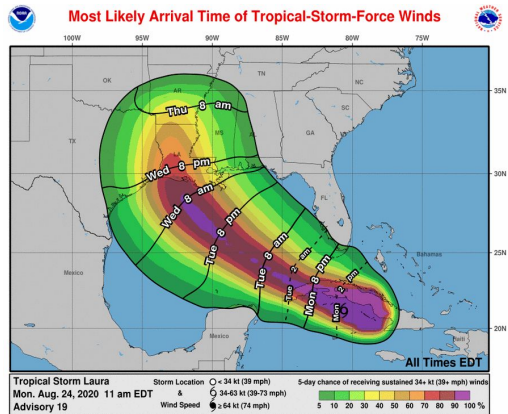 Most Likely Arrival Time of Tropical-Storm-Force Winds
100W 95W 90W 85W 80W 75W
OK
TN
NC
AR
35N
Thu 8 am
SC
TX
MS
GA
Wed 8 pm
30N
Wed 8 am
FL
Tue 8 pm
Tue 8 am
Tue 2 am
25N
Mon 8 pm
Mon 2 pm
Bahamas
Mexico
Mexico
20N
Haiti
All Times EDT
Tropical Storm Laura
Mon. Aug. 24, 2020 11 am EDT
Advisory 19
Storm Location
&
Wind Speed
< 34 kt (39 mph)
34-63 kt (39-73 mph)
≥ 64 kt (74 mph)
5-day chance of receiving sustained 34+ kt (39+ mph) winds
5 10 20 30 40 50 60 70 80 90 100 %